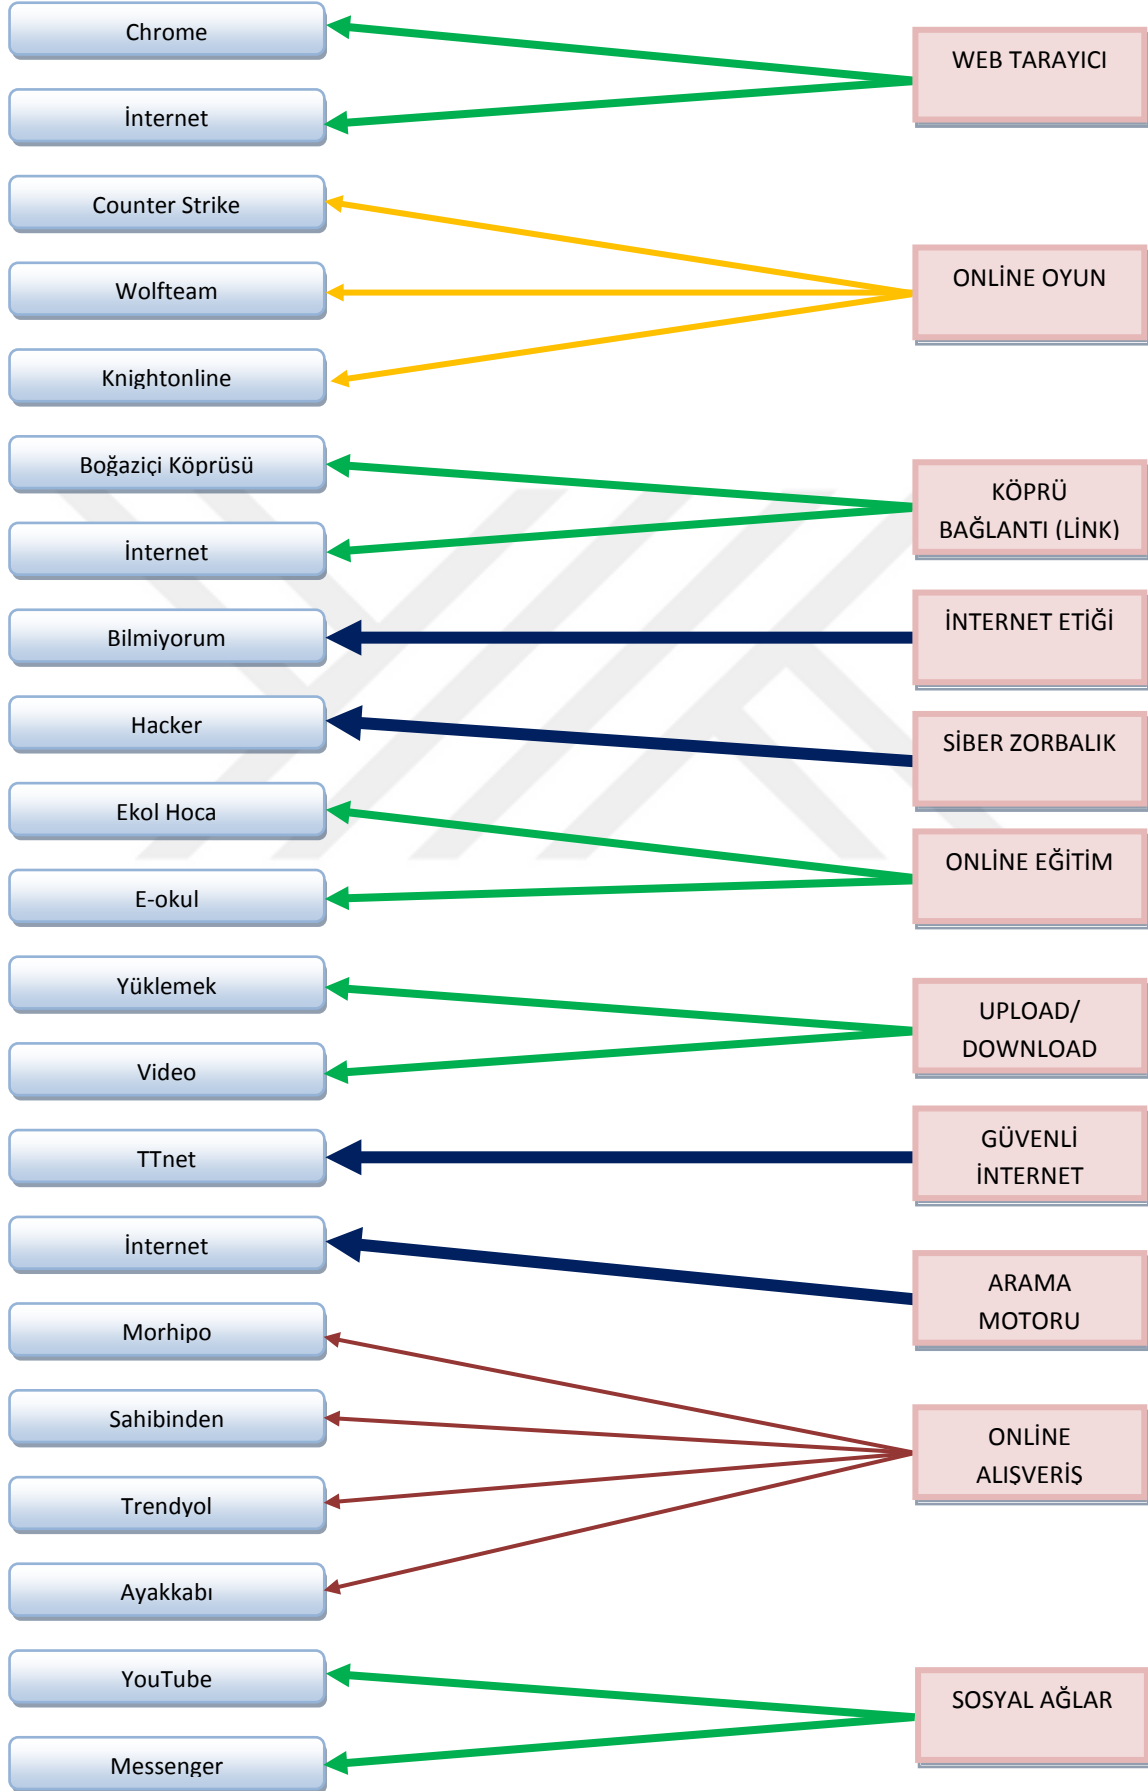 Chrome
İnternet
Counter Strike
Wolfteam
Knightonline
Boğaziçi Köprüsü
İnternet
Bilmiyorum
Hacker
Ekol Hoca
E-okul
Yüklemek
Video
TTnet
İnternet
Morhipo
Sahibinden
Trendyol
Ayakkabı
YouTube
Messenger
WEB TARAYICI
ONLİNE OYUN
KÖPRÜ
BAĞLANTI (LİNK)
İNTERNET ETİĞİ
SİBER ZORBALIK
ONLİNE EĞİTİM
UPLOAD/
DOWNLOAD
GÜVENLİ
İNTERNET
ARAMA
MOTORU
ONLİNE
ALIŞVERİŞ
SOSYAL AĞLAR